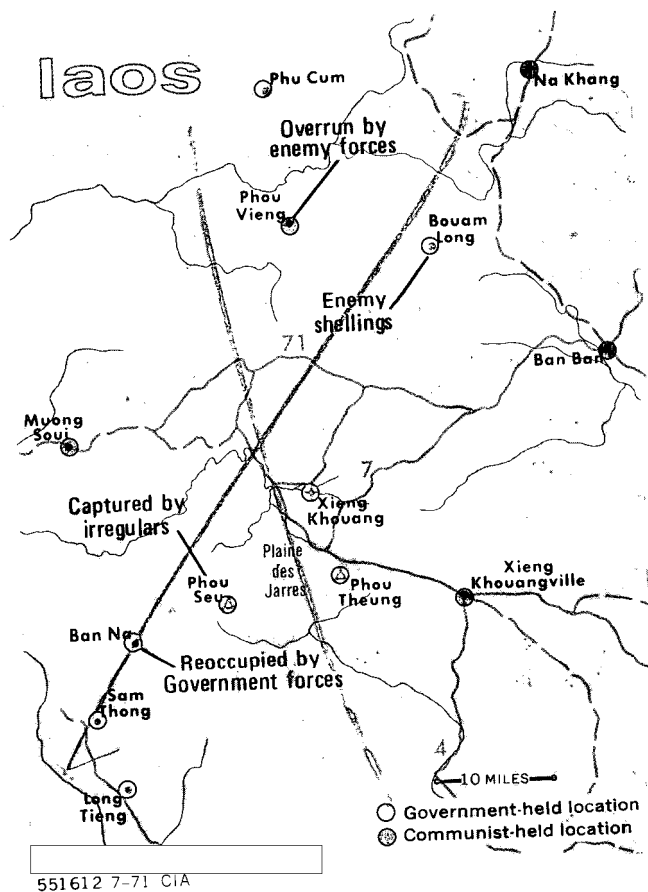 laos
Phu Cum
Na Khang
Overrun by
enemy forces
Phou
Vieng
Bouam
Long
Enemy
shellings
71
Ban Ban
Muong
Soui
7
Xieng
Khouang
Captured by
irregulars
Plaine
des
Jarres
Phou
Seu
Phou
Theung
Xieng
Khouangville
Ban Na
Reoccupied by
Government forces
Sam
Thong
4
10 MILES
Long
Tieng
Government-held location
Communist-held location
551612 7-71 CIA